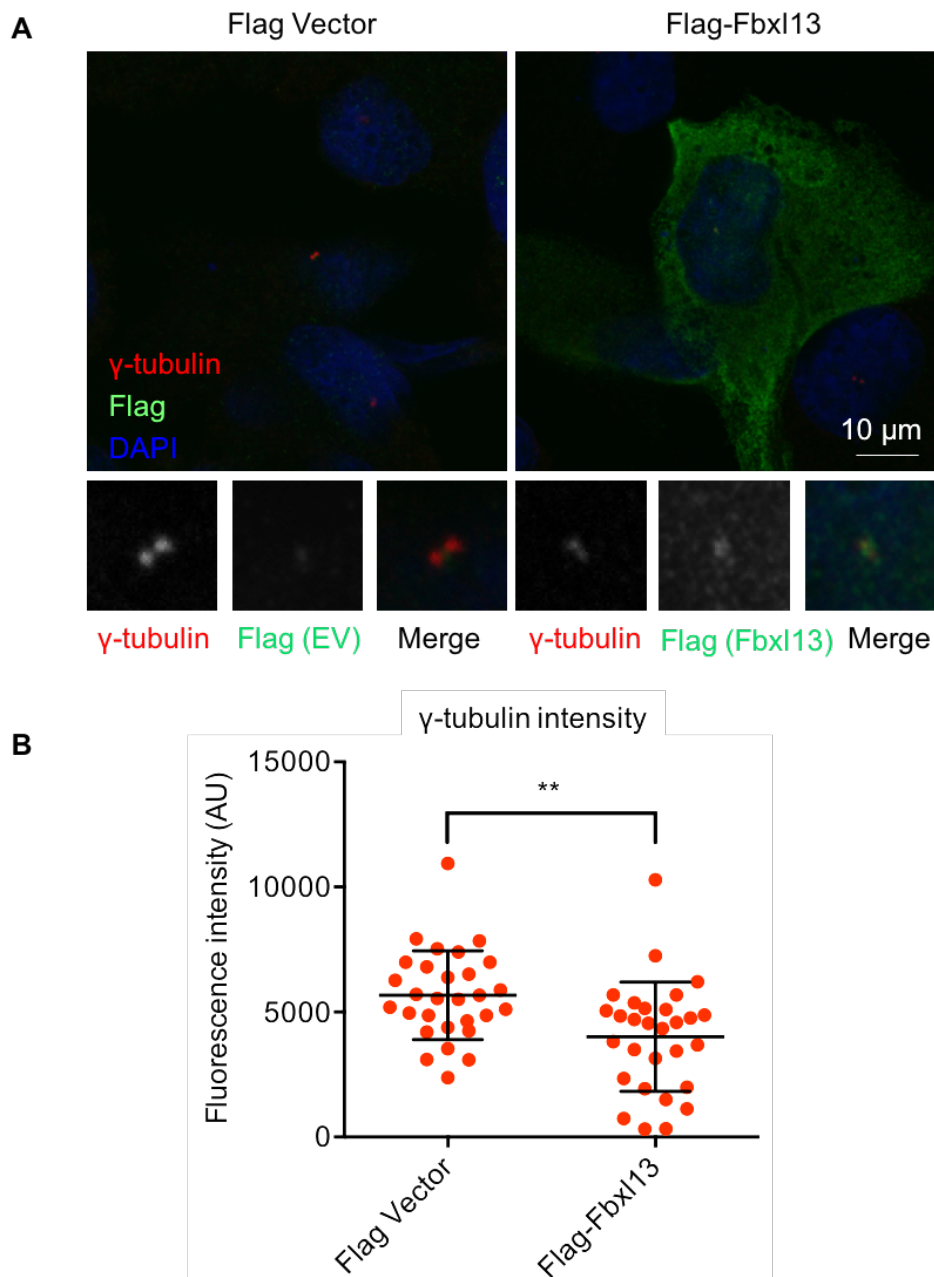 A
Flag Vector
Flag-Fbxl13
γ-tubulin
Flag
DAPI
10 µm
γ-tubulin
Flag (EV)
Merge
γ-tubulin
Flag (Fbxl13)
Merge
B
γ-tubulin intensity
Fluorescence intensity (AU)
15000
10000
5000
0
**
Flag Vector
Flag-Fbxl13